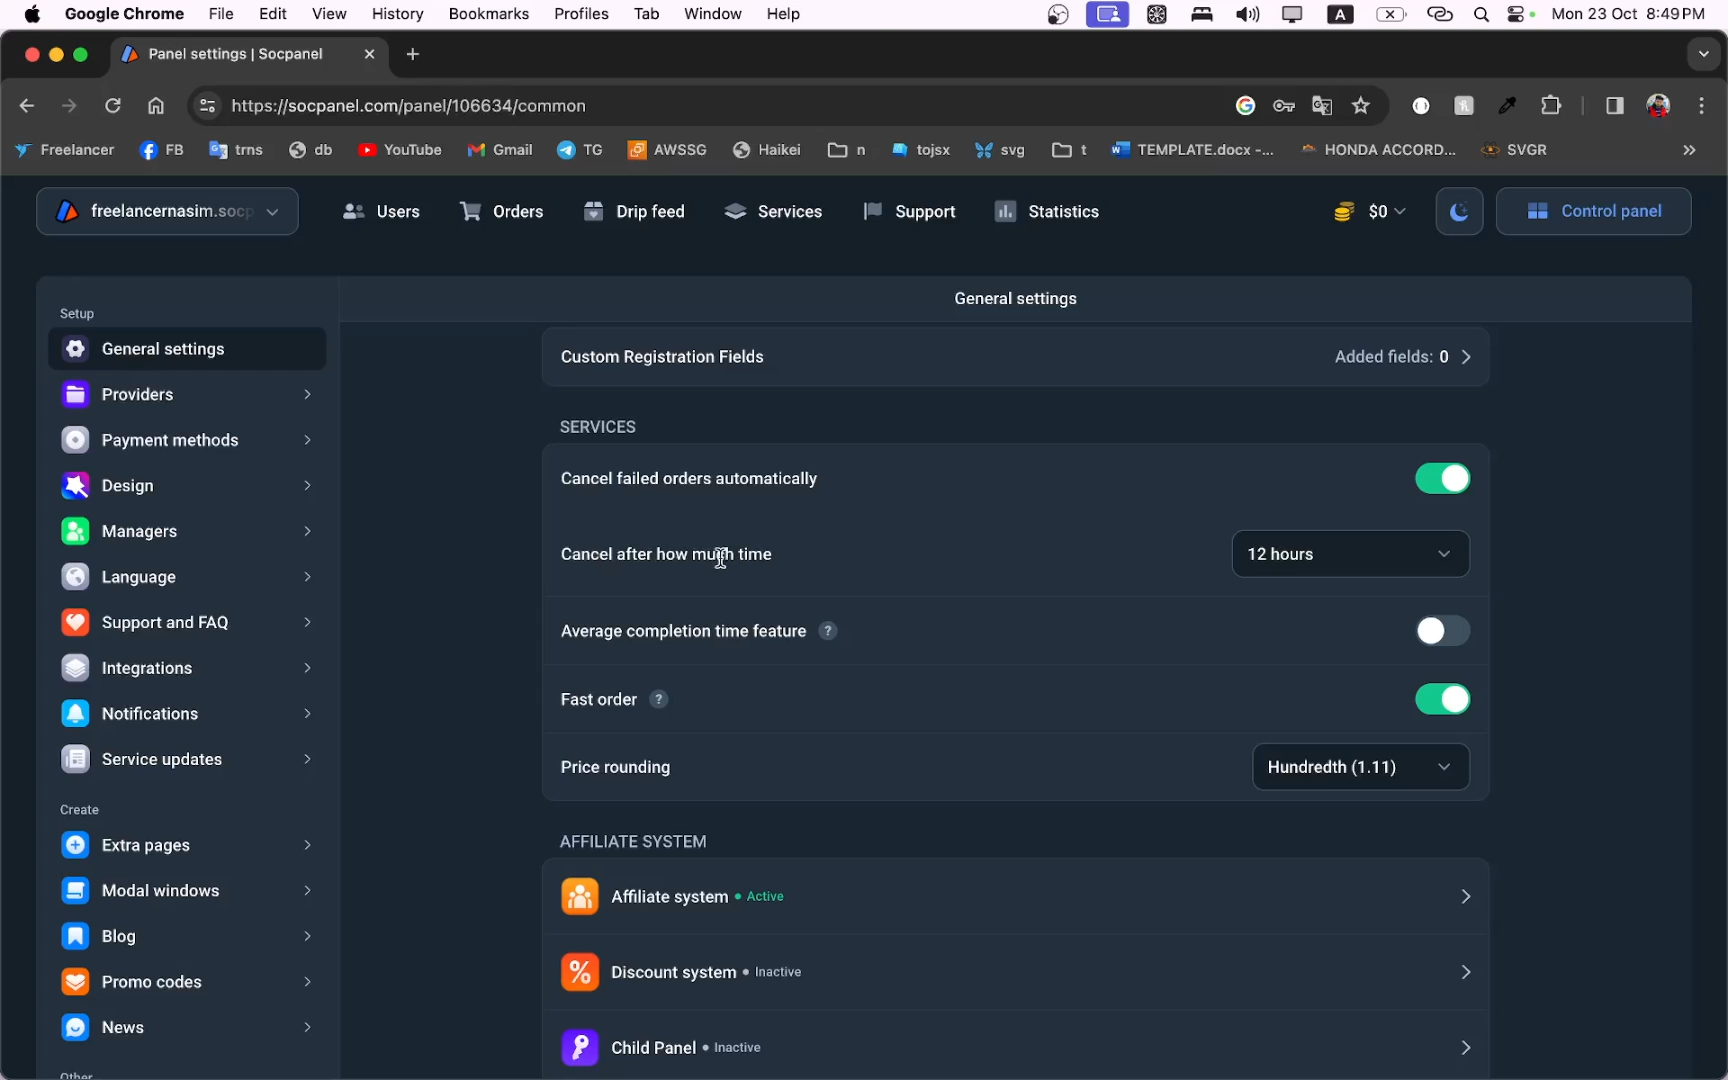 Google Chrome File Edit View History Bookmarks Profiles Tab Window Help A Mon 23 Oct 8:49 PM
Panel settings | Socpanel
https://socpanel.com/panel/106634/common
Freelancer FB trns db YouTube Gmail TG AWSSG Haikei n tojsx svg t TEMPLATE.docx -... HONDA ACCORD... SVGR
freelancernasim.socp Users Orders Drip feed Services Support Statistics $0 Control panel
General settings
Setup
General settings
Providers
Payment methods
Design
Managers
Language
Support and FAQ
Integrations
Notifications
Service updates
Create
Extra pages
Modal windows
Blog
Promo codes
News
Other
Custom Registration Fields Added fields: 0
SERVICES
Cancel failed orders automatically
Cancel after how much time 12 hours
Average completion time feature ?
Fast order ?
Price rounding Hundredth (1.11)
AFFILIATE SYSTEM
Affiliate system • Active
Discount system • Inactive
Child Panel • Inactive